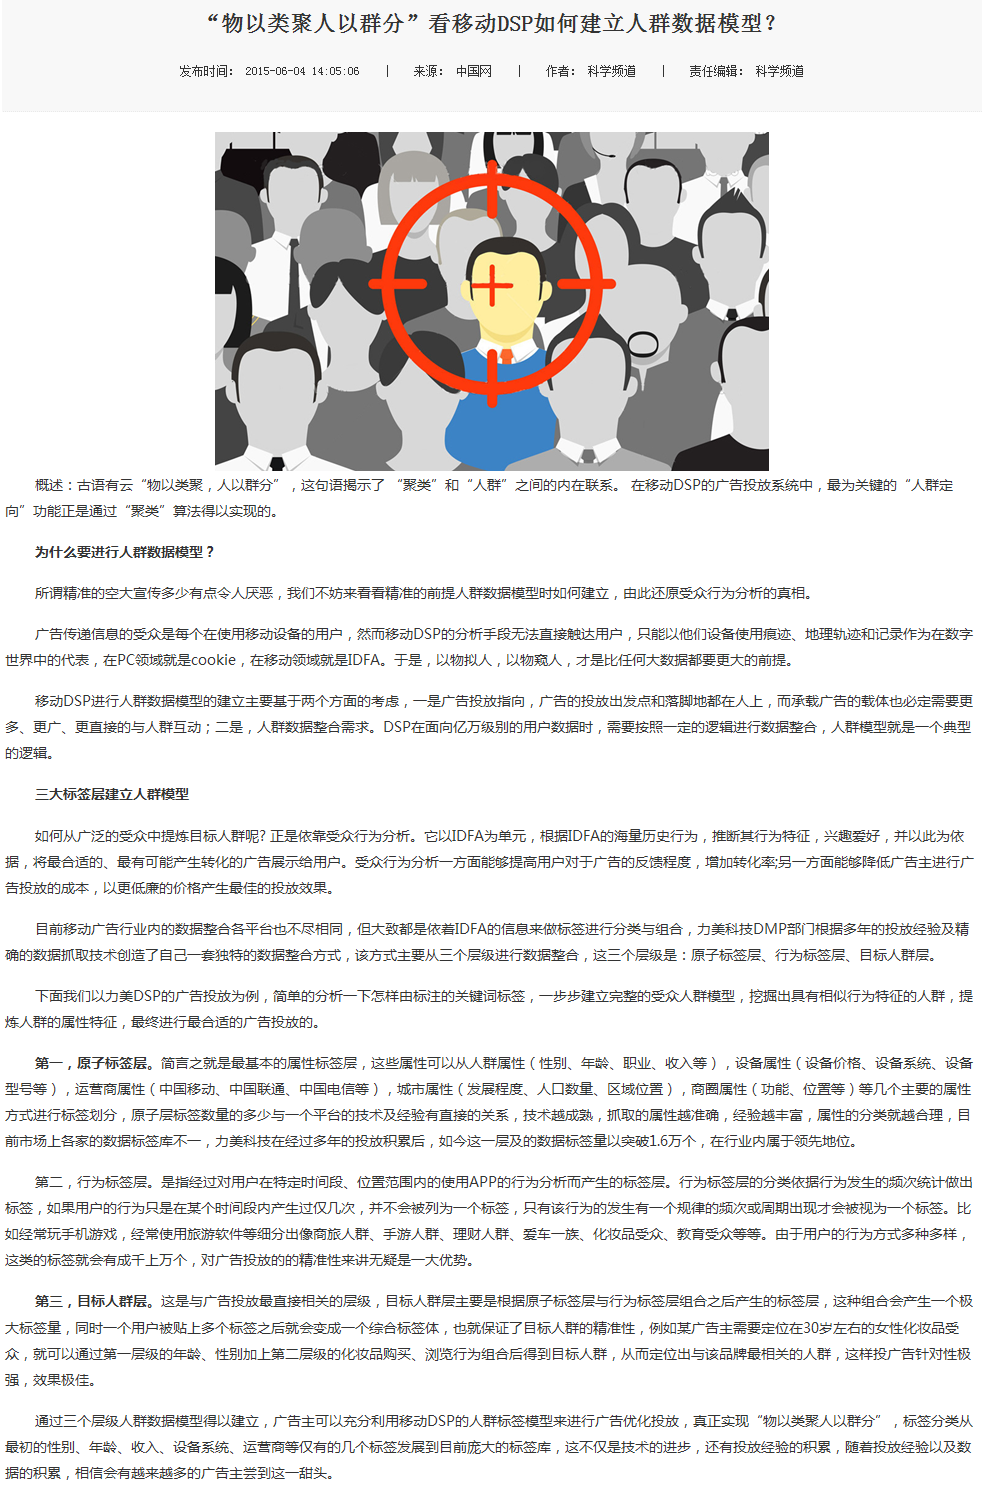 “物以类聚人以群分”看移动DSP如何建立人群数据模型？
发布时间： 2015-06-04 14:05:06 | 来源： 中国网 | 作者： 科学频道 | 责任编辑： 科学频道
概述：古语有云“物以类聚，人以群分”，这句语揭示了 “聚类”和“人群”之间的内在联系。 在移动DSP的广告投放系统中，最为关键的“人群定
向”功能正是通过“聚类”算法得以实现的。
为什么要进行人群数据模型？
所谓精准的空大宣传多少有点令人厌恶，我们不妨来看看精准的前提人群数据模型时如何建立，由此还原受众行为分析的真相。
广告传递信息的受众是每个在使用移动设备的用户，然而移动DSP的分析手段无法直接触达用户，只能以他们设备使用痕迹、地理轨迹和记录作为在数字
世界中的代表，在PC领域就是cookie，在移动领域就是IDFA。于是，以物拟人，以物窥人，才是比任何大数据都要更大的前提。
移动DSP进行人群数据模型的建立主要基于两个方面的考虑，一是广告投放指向，广告的投放出发点和落脚地都在人上，而承载广告的载体也必定需要更
多、更广、更直接的与人群互动；二是，人群数据整合需求。DSP在面向亿万级别的用户数据时，需要按照一定的逻辑进行数据整合，人群模型就是一个典型
的逻辑。
三大标签层建立人群模型
如何从广泛的受众中提炼目标人群呢? 正是依靠受众行为分析。它以IDFA为单元，根据IDFA的海量历史行为，推断其行为特征，兴趣爱好，并以此为依
据，将最合适的、最有可能产生转化的广告展示给用户。受众行为分析一方面能够提高用户对于广告的反馈程度，增加转化率;另一方面能够降低广告主进行广
告投放的成本，以更低廉的价格产生最佳的投放效果。
目前移动广告行业内的数据整合各平台也不尽相同，但大致都是依着IDFA的信息来做标签进行分类与组合，力美科技DMP部门根据多年的投放经验及精
确的数据抓取技术创造了自己一套独特的数据整合方式，该方式主要从三个层级进行数据整合，这三个层级是：原子标签层、行为标签层、目标人群层。
下面我们以力美DSP的广告投放为例，简单的分析一下怎样由标注的关键词标签，一步步建立完整的受众人群模型，挖掘出具有相似行为特征的人群，提
炼人群的属性特征，最终进行最合适的广告投放的。
第一，原子标签层。简言之就是最基本的属性标签层，这些属性可以从人群属性（性别、年龄、职业、收入等），设备属性（设备价格、设备系统、设备
型号等），运营商属性（中国移动、中国联通、中国电信等），城市属性（发展程度、人口数量、区域位置），商圈属性（功能、位置等）等几个主要的属性
方式进行标签划分，原子层标签数量的多少与一个平台的技术及经验有直接的关系，技术越成熟，抓取的属性越准确，经验越丰富，属性的分类就越合理，目
前市场上各家的数据标签库不一，力美科技在经过多年的投放积累后，如今这一层及的数据标签量以突破1.6万个，在行业内属于领先地位。
第二，行为标签层。是指经过对用户在特定时间段、位置范围内的使用APP的行为分析而产生的标签层。行为标签层的分类依据行为发生的频次统计做出
标签，如果用户的行为只是在某个时间段内产生过仅几次，并不会被列为一个标签，只有该行为的发生有一个规律的频次或周期出现才会被视为一个标签。比
如经常玩手机游戏，经常使用旅游软件等细分出像商旅人群、手游人群、理财人群、爱车一族、化妆品受众、教育受众等等。由于用户的行为方式多种多样，
这类的标签就会有成千上万个，对广告投放的的精准性来讲无疑是一大优势。
第三，目标人群层。这是与广告投放最直接相关的层级，目标人群层主要是根据原子标签层与行为标签层组合之后产生的标签层，这种组合会产生一个极
大标签量，同时一个用户被贴上多个标签之后就会变成一个综合标签体，也就保证了目标人群的精准性，例如某广告主需要定位在30岁左右的女性化妆品受
众，就可以通过第一层级的年龄、性别加上第二层级的化妆品购买、浏览行为组合后得到目标人群，从而定位出与该品牌最相关的人群，这样投广告针对性极
强，效果极佳。
通过三个层级人群数据模型得以建立，广告主可以充分利用移动DSP的人群标签模型来进行广告优化投放，真正实现“物以类聚人以群分”，标签分类从
最初的性别、年龄、收入、设备系统、运营商等仅有的几个标签发展到目前庞大的标签库，这不仅是技术的进步，还有投放经验的积累，随着投放经验以及数
据的积累，相信会有越来越多的广告主尝到这一甜头。